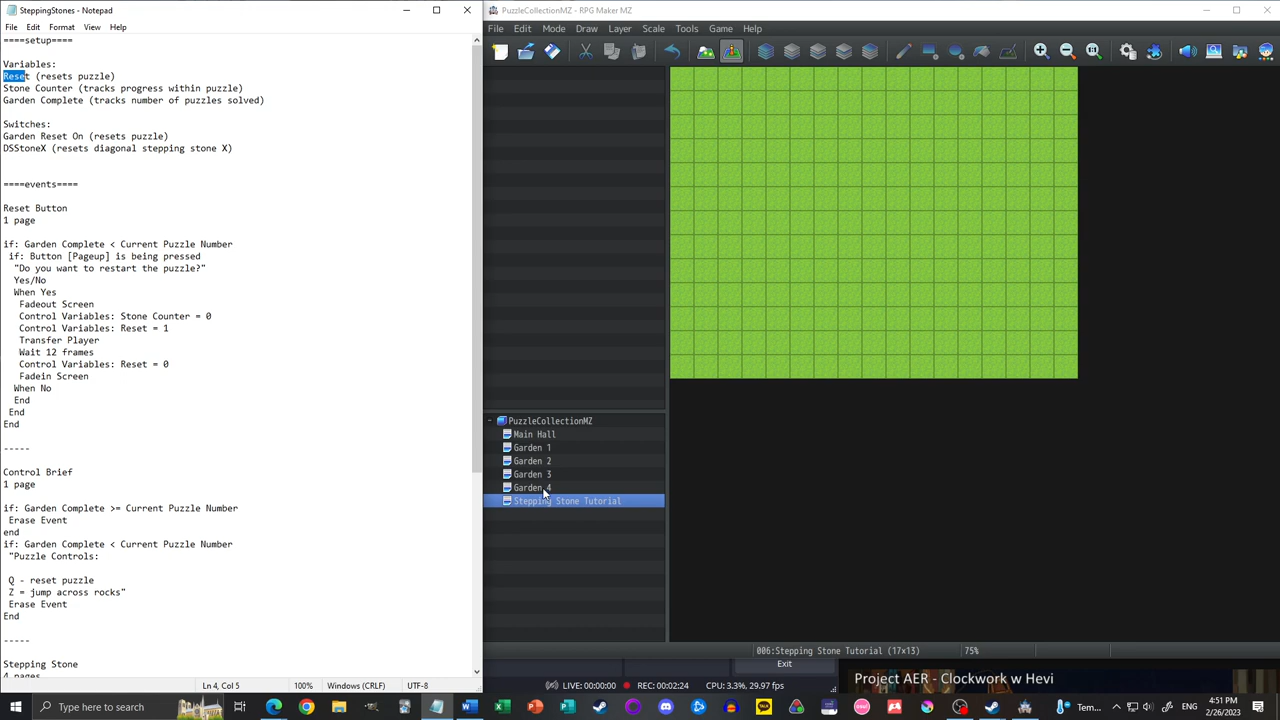 SteppingStones - Notepad
File Edit Format View Help
====setup====
Variables:
Reset (resets puzzle)
Stone Counter (tracks progress within puzzle)
Garden Complete (tracks number of puzzles solved)
Switches:
Garden Reset On (resets puzzle)
DSStoneX (resets diagonal stepping stone X)
====events====
Reset Button
1 page
if: Garden Complete < Current Puzzle Number
if: Button [Pageup] is being pressed
"Do you want to restart the puzzle?"
Yes/No
When Yes
Fadeout Screen
Control Variables: Stone Counter = 0
Control Variables: Reset = 1
Transfer Player
Wait 12 frames
Control Variables: Reset = 0
Fadein Screen
When No
End
End
End
-----
Control Brief
1 page
if: Garden Complete >= Current Puzzle Number
Erase Event
end
if: Garden Complete < Current Puzzle Number
"Puzzle Controls:
Q - reset puzzle
Z = jump across rocks"
Erase Event
End
-----
Stepping Stone
4 pages
Ln 4, Col 5 100% Windows (CRLF) UTF-8
PuzzleCollectionMZ - RPG Maker MZ
File Edit Mode Draw Layer Scale Tools Game Help
PuzzleCollectionMZ
Main Hall
Garden 1
Garden 2
Garden 3
Garden 4
Stepping Stone Tutorial
006:Stepping Stone Tutorial (17x13) 75%
Exit
LIVE: 00:00:00 REC: 00:02:24 CPU: 3.3%, 29.97 fps
Project AER - Clockwork w Hevi
Type here to search
Temp...
4:51 PM
2/26/2023